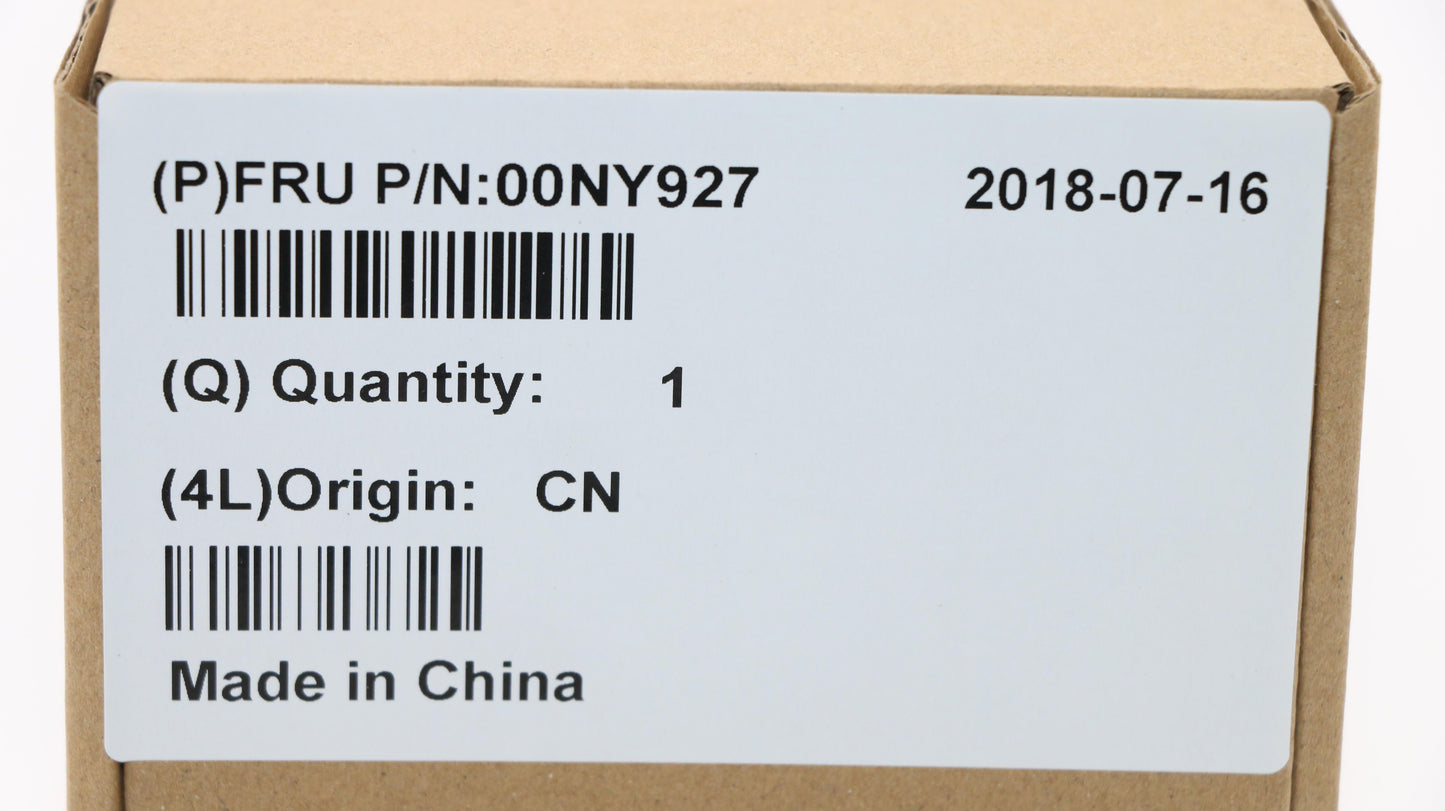 (P)FRU P/N:00NY927 2018-07-16
(Q) Quantity: 1
(4L)Origin: CN
Made in China